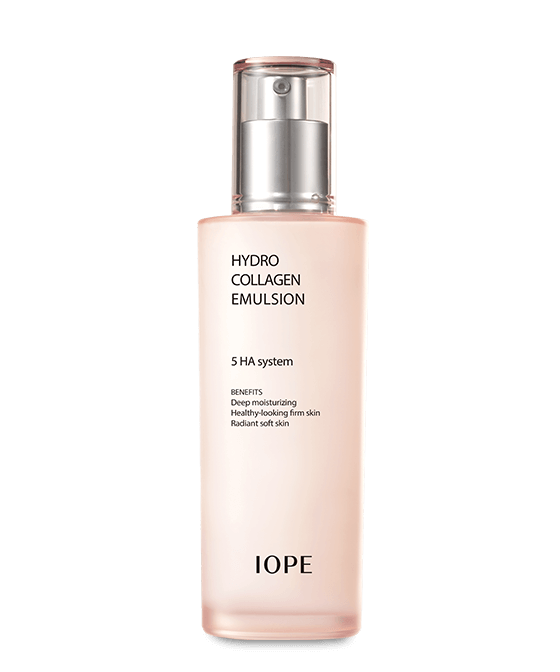 HYDRO
COLLAGEN
EMULSION
5 HA system
BENEFITS
Deep moisturizing
Healthy-looking firm skin
Radiant soft skin
IOPE